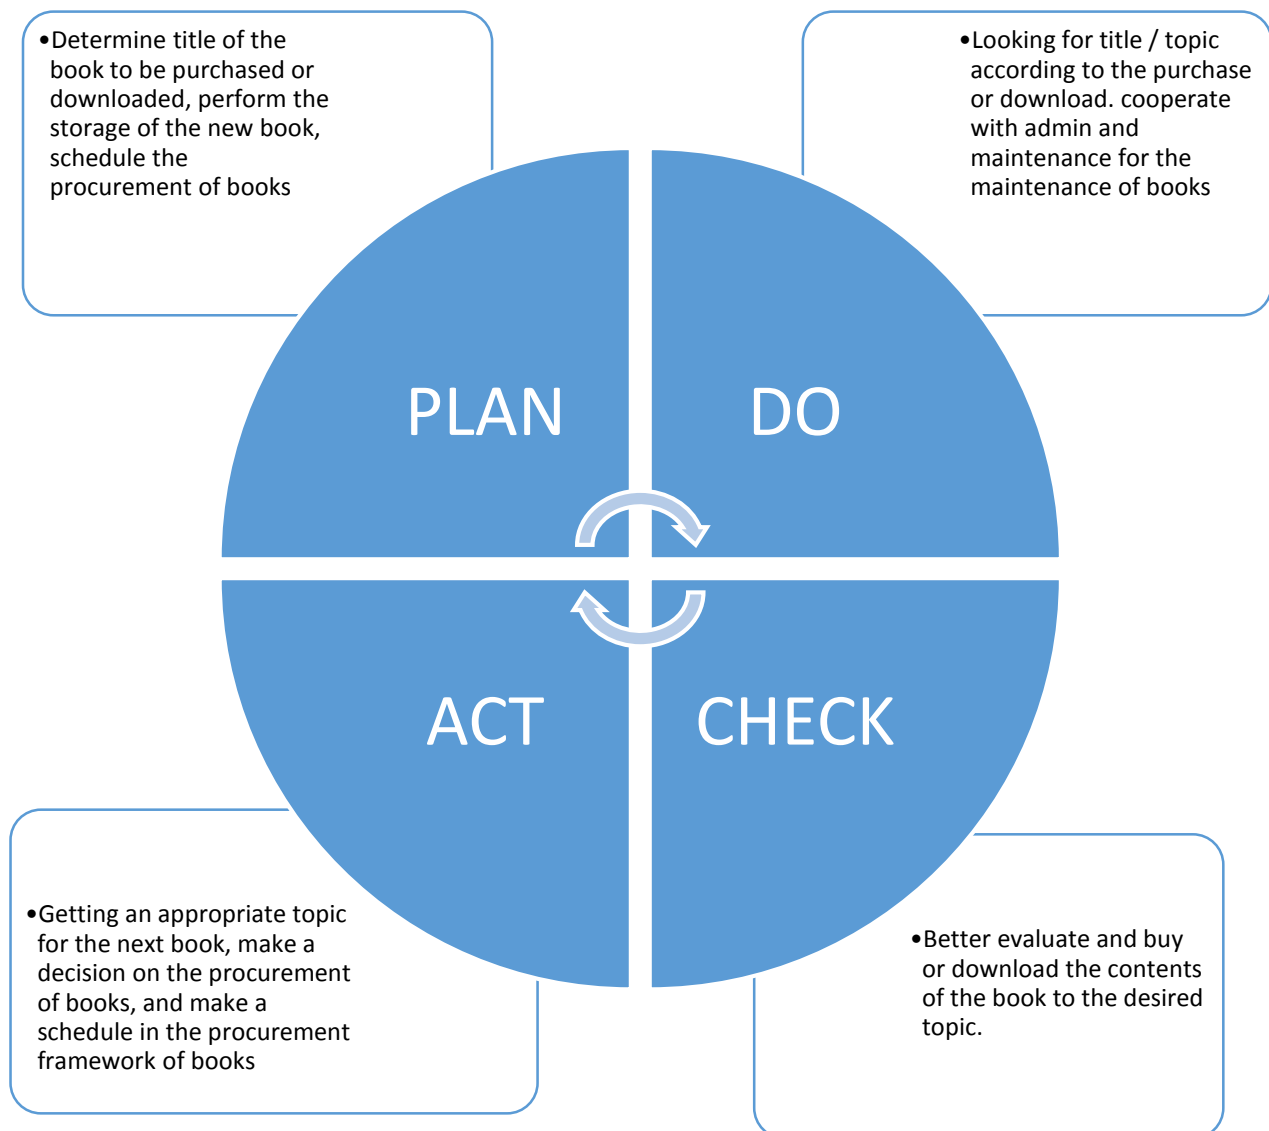 •Determine title of the
book to be purchased or
downloaded, perform the
storage of the new book,
schedule the
procurement of books
•Looking for title / topic
according to the purchase
or download. cooperate
with admin and
maintenance for the
maintenance of books
PLAN
DO
ACT
CHECK
•Getting an appropriate topic
for the next book, make a
decision on the procurement
of books, and make a
schedule in the procurement
framework of books
•Better evaluate and buy
or download the contents
of the book to the desired
topic.